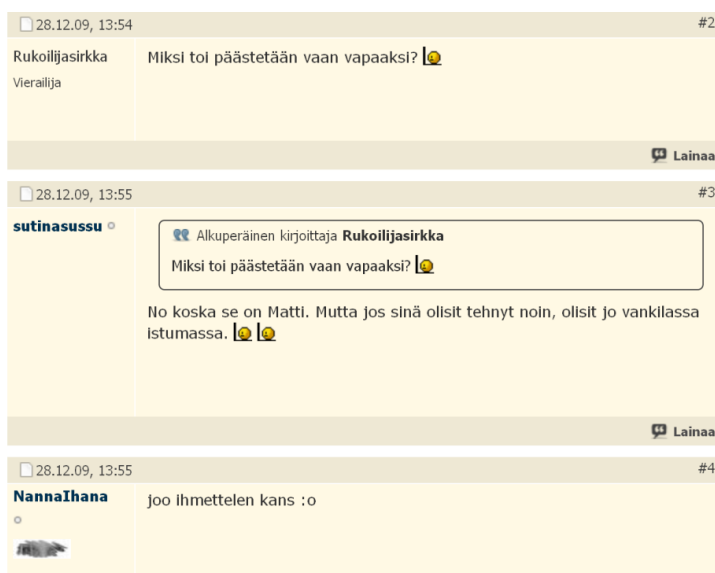 28.12.09, 13:54
#2
Rukoilijasirkka
Vierailija
Miksi toi päästetään vaan vapaaksi?
Lainaa
28.12.09, 13:55
#3
sutinasussu
Alkuperäinen kirjoittaja Rukoilijasirkka
Miksi toi päästetään vaan vapaaksi?
No koska se on Matti. Mutta jos sinä olisit tehnyt noin, olisit jo vankilassa
istumassa.
Lainaa
28.12.09, 13:55
#4
NannaIhana
joo ihmettelen kans :o